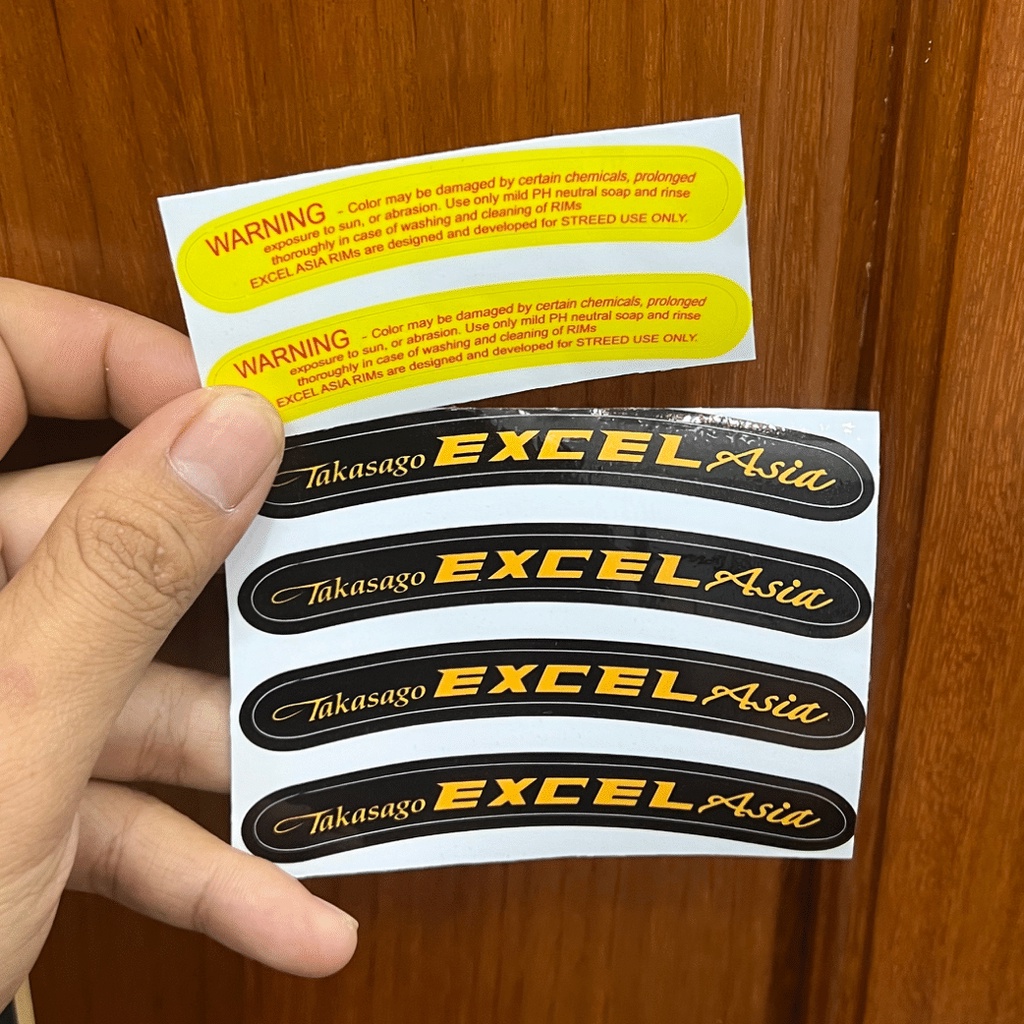 WARNING - Color may be damaged by certain chemicals, prolonged
exposure to sun, or abrasion. Use only mild PH neutral soap and rinse
thoroughly in case of washing and cleaning of RIMs
EXCEL ASIA RIMs are designed and developed for STREED USE ONLY.
WARNING - Color may be damaged by certain chemicals, prolonged
exposure to sun, or abrasion. Use only mild PH neutral soap and rinse
thoroughly in case of washing and cleaning of RIMs
EXCEL ASIA RIMs are designed and developed for STREED USE ONLY.
Takasago EXCEL Asia
Takasago EXCEL Asia
Takasago EXCEL Asia
Takasago EXCEL Asia